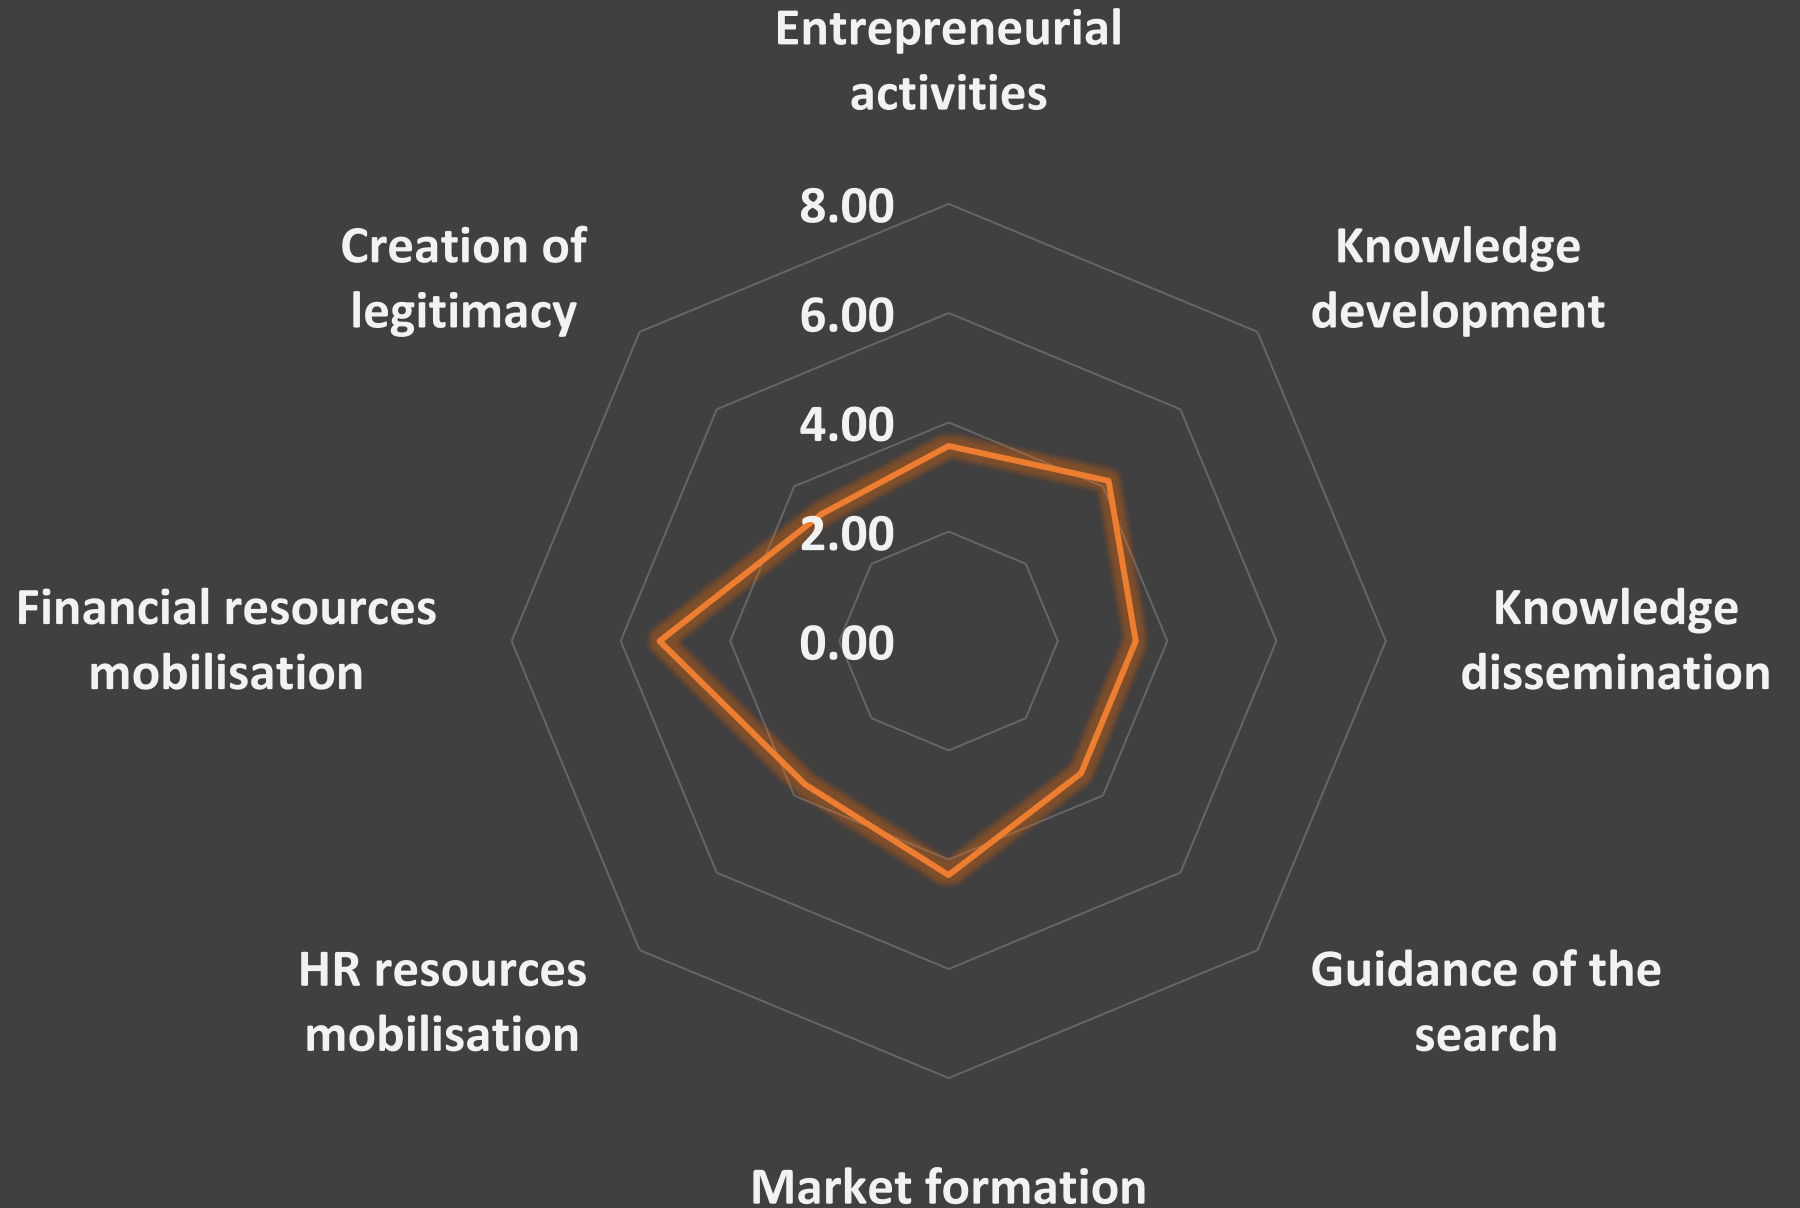 Entrepreneurial
activities
8.00
Creation of
legitimacy
Knowledge
development
6.00
4.00
2.00
Financial resources
mobilisation
0.00
Knowledge
dissemination
HR resources
mobilisation
Guidance of the
search
Market formation